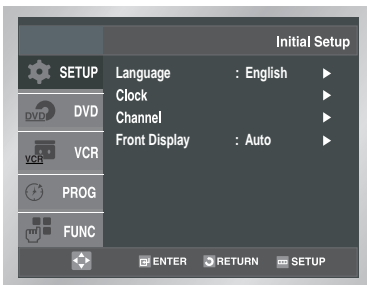 Initial Setup
SETUP
Language : English ►
Clock ►
DVD DVD
Channel ►
Front Display : Auto ►
VCR VCR
PROG
FUNC
ENTER RETURN SETUP